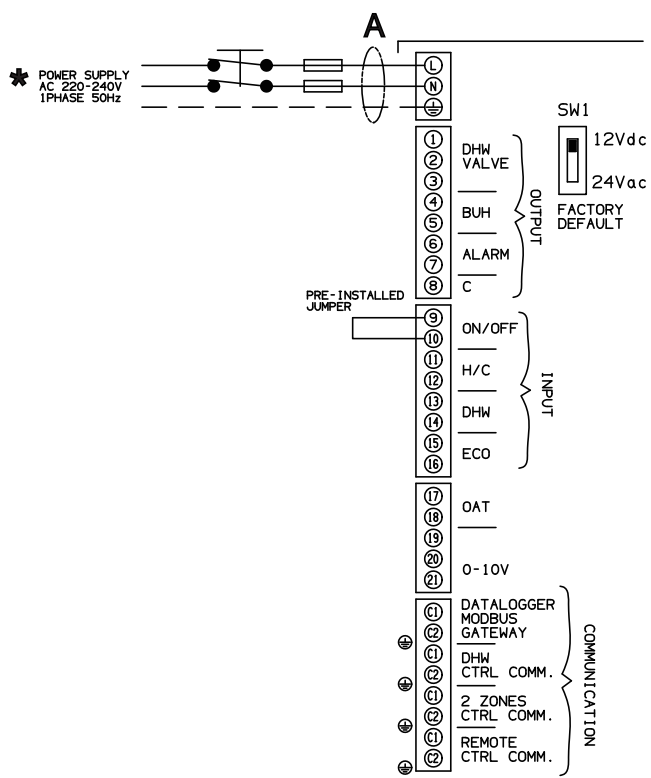 A
* POWER SUPPLY
AC 220-240V
1PHASE 50Hz
L
N
SW1
12Vdc
24Vac
FACTORY
DEFAULT
1
2
3
DHW
VALVE
4
5
BUH
6
7
ALARM
8
C
OUTPUT
PRE-INSTALLED
JUMPER
9
10
ON/OFF
11
12
H/C
13
14
DHW
15
16
ECO
INPUT
17
18
OAT
19
20
21
0-10V
C1
C2
DATALOGGER
MODBUS
GATEWAY
C1
C2
DHW
CTRL COMM.
C1
C2
2 ZONES
CTRL COMM.
C1
C2
REMOTE
CTRL COMM.
COMMUNICATION